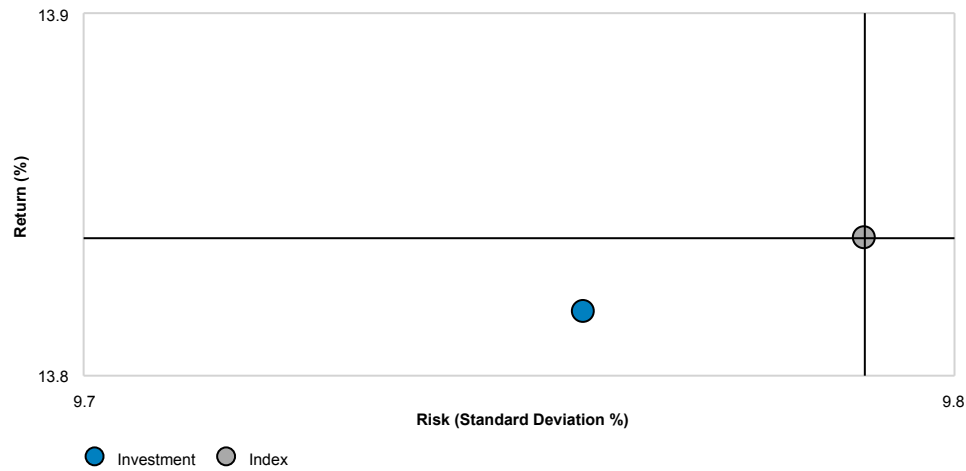 13.9
Return (%)
13.8
9.7
9.8
Risk (Standard Deviation %)
Investment
Index